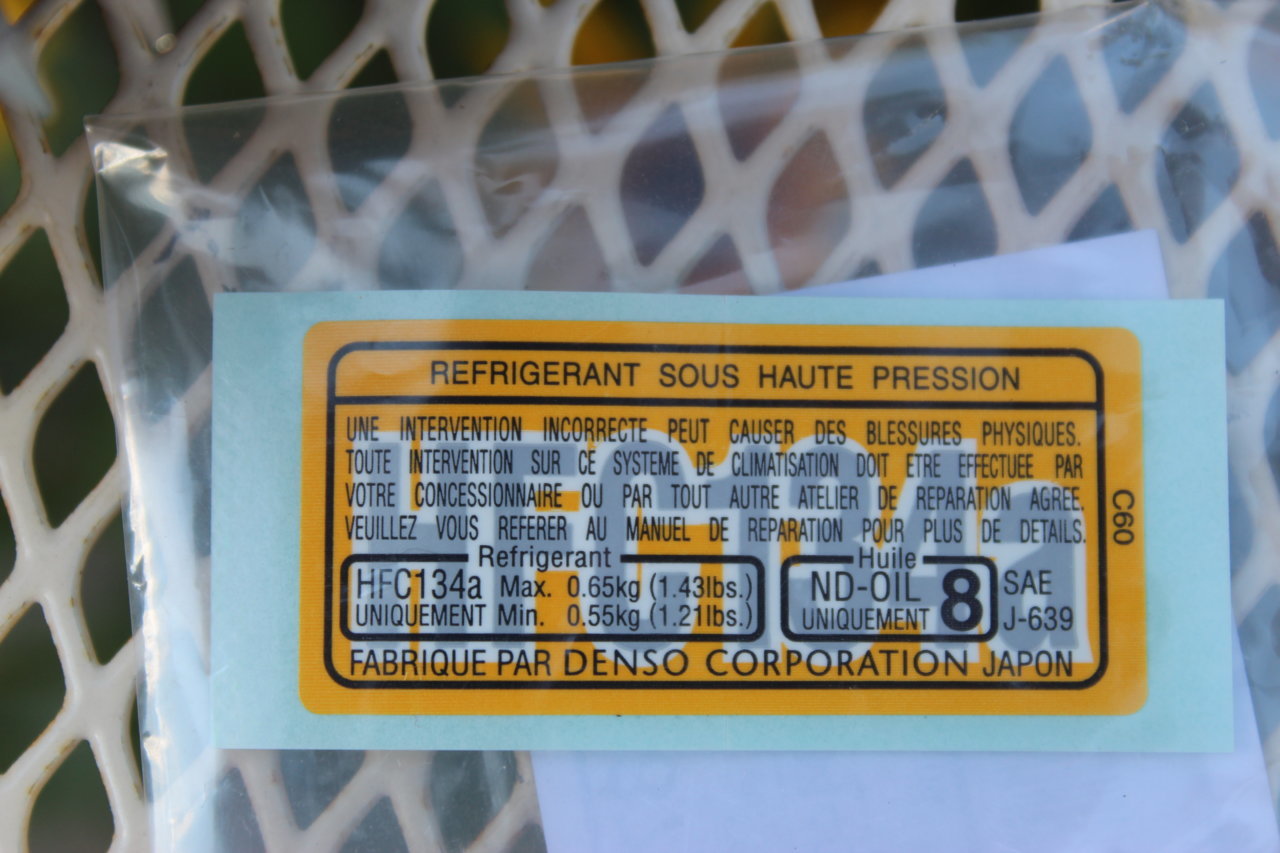 REFRIGERANT SOUS HAUTE PRESSION
HFC134a
UNE INTERVENTION INCORRECTE PEUT CAUSER DES BLESSURES PHYSIQUES.
TOUTE INTERVENTION SUR CE SYSTEME DE CLIMATISATION DOIT ETRE EFFECTUEE PAR
VOTRE CONCESSIONNAIRE OU PAR TOUT AUTRE ATELIER DE REPARATION AGREE.
VEUILLEZ VOUS REFERER AU MANUEL DE REPARATION POUR PLUS DE DETAILS.
Refrigerant
HFC134a Max. 0.65kg (1.43lbs.)
UNIQUEMENT Min. 0.55kg (1.21lbs.)
Huile
ND-OIL 8
UNIQUEMENT
SAE
J-639
FABRIQUE PAR DENSO CORPORATION JAPON
C60